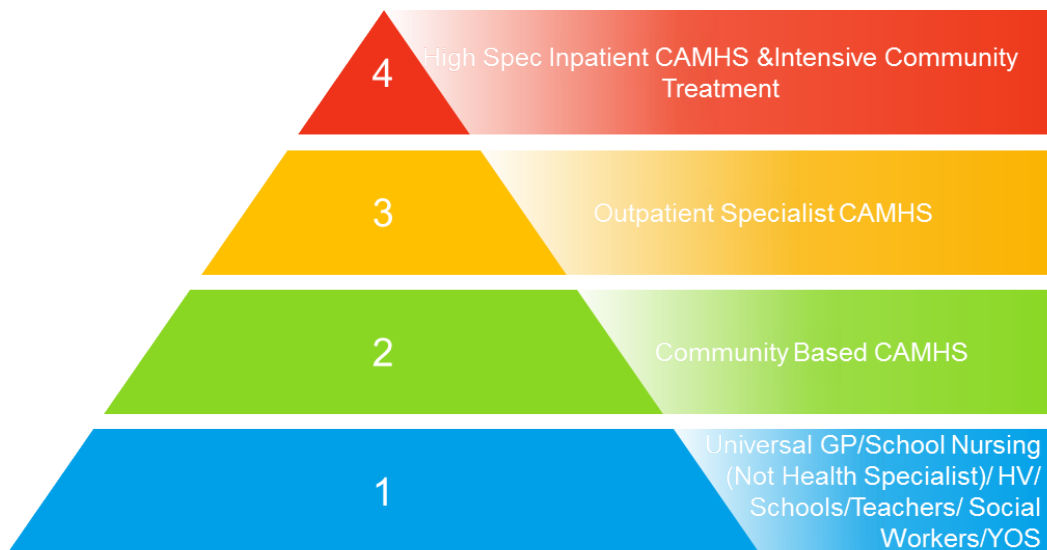 4
High Spec Inpatient CAMHS &Intensive Community
Treatment
3
Outpatient Specialist CAMHS
2
Community Based CAMHS
1
Universal GP/School Nursing
(Not Health Specialist)/ HV/
Schools/Teachers/ Social
Workers/YOS